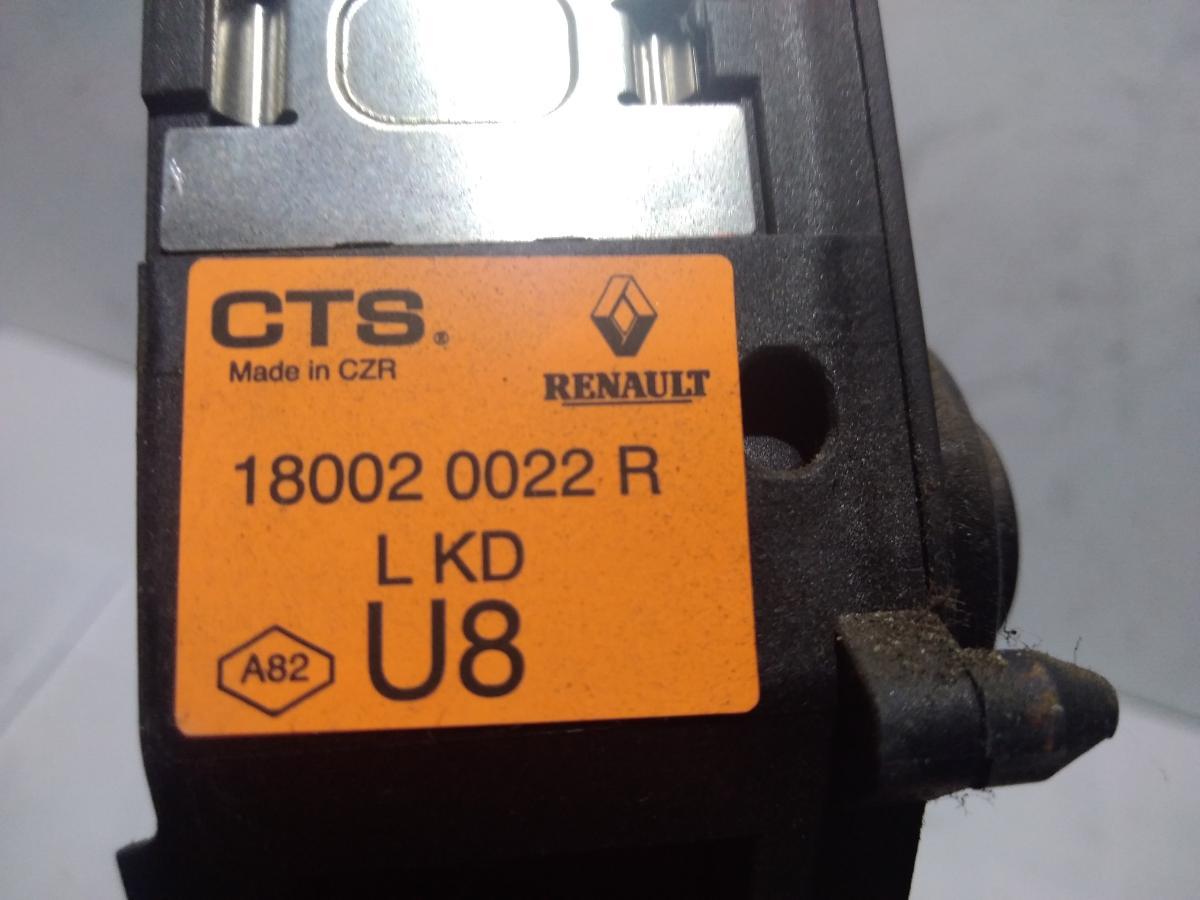 CTS®
Made in CZR
RENAULT
18002 0022 R
L KD
U8
A82